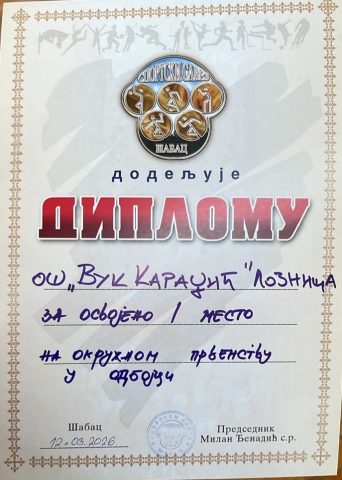 СПОРТСКИ САВЕЗ
ШАБАЦ
додељује
ДИПЛОМУ
ОШ „ВУК КАРАЏИЋ" ЛОЗНИЦА
ЗА ОСВОЈЕНО I МЕСТО
НА ОКРУЖНОМ ПРВЕНСТВУ
У ОДБОЈЦИ
Шабац
12.03.2026
Председник
Милан Ђенадић с.р.